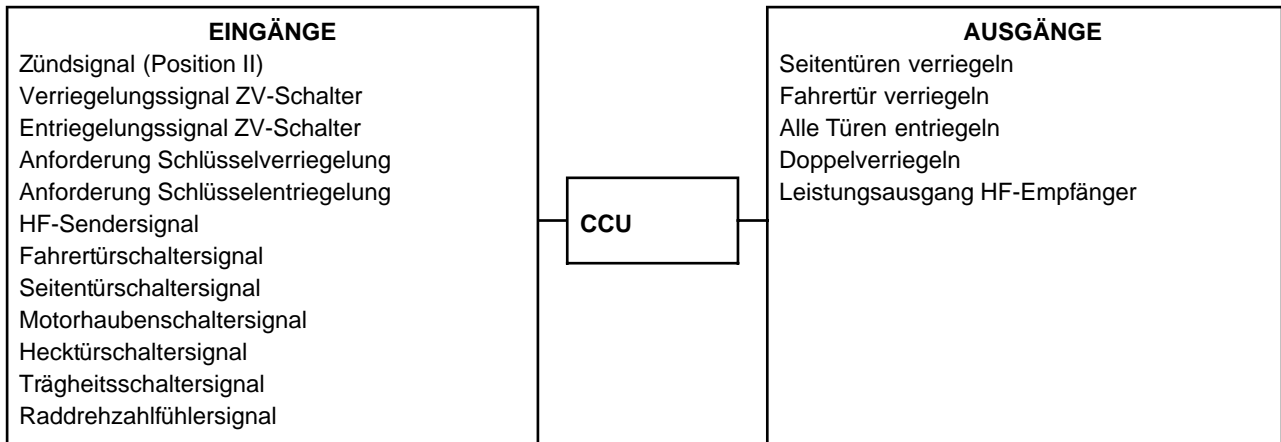 EINGÄNGE
Zündsignal (Position II)
Verriegelungssignal ZV-Schalter
Entriegelungssignal ZV-Schalter
Anforderung Schlüsselverriegelung
Anforderung Schlüsselentriegelung
HF-Sendersignal
Fahrertürschaltersignal
Seitentürschaltersignal
Motorhaubenschaltersignal
Hecktürschaltersignal
Trägheitsschaltersignal
Raddrehzahlfühlersignal
CCU
AUSGÄNGE
Seitentüren verriegeln
Fahrertür verriegeln
Alle Türen entriegeln
Doppelverriegeln
Leistungsausgang HF-Empfänger